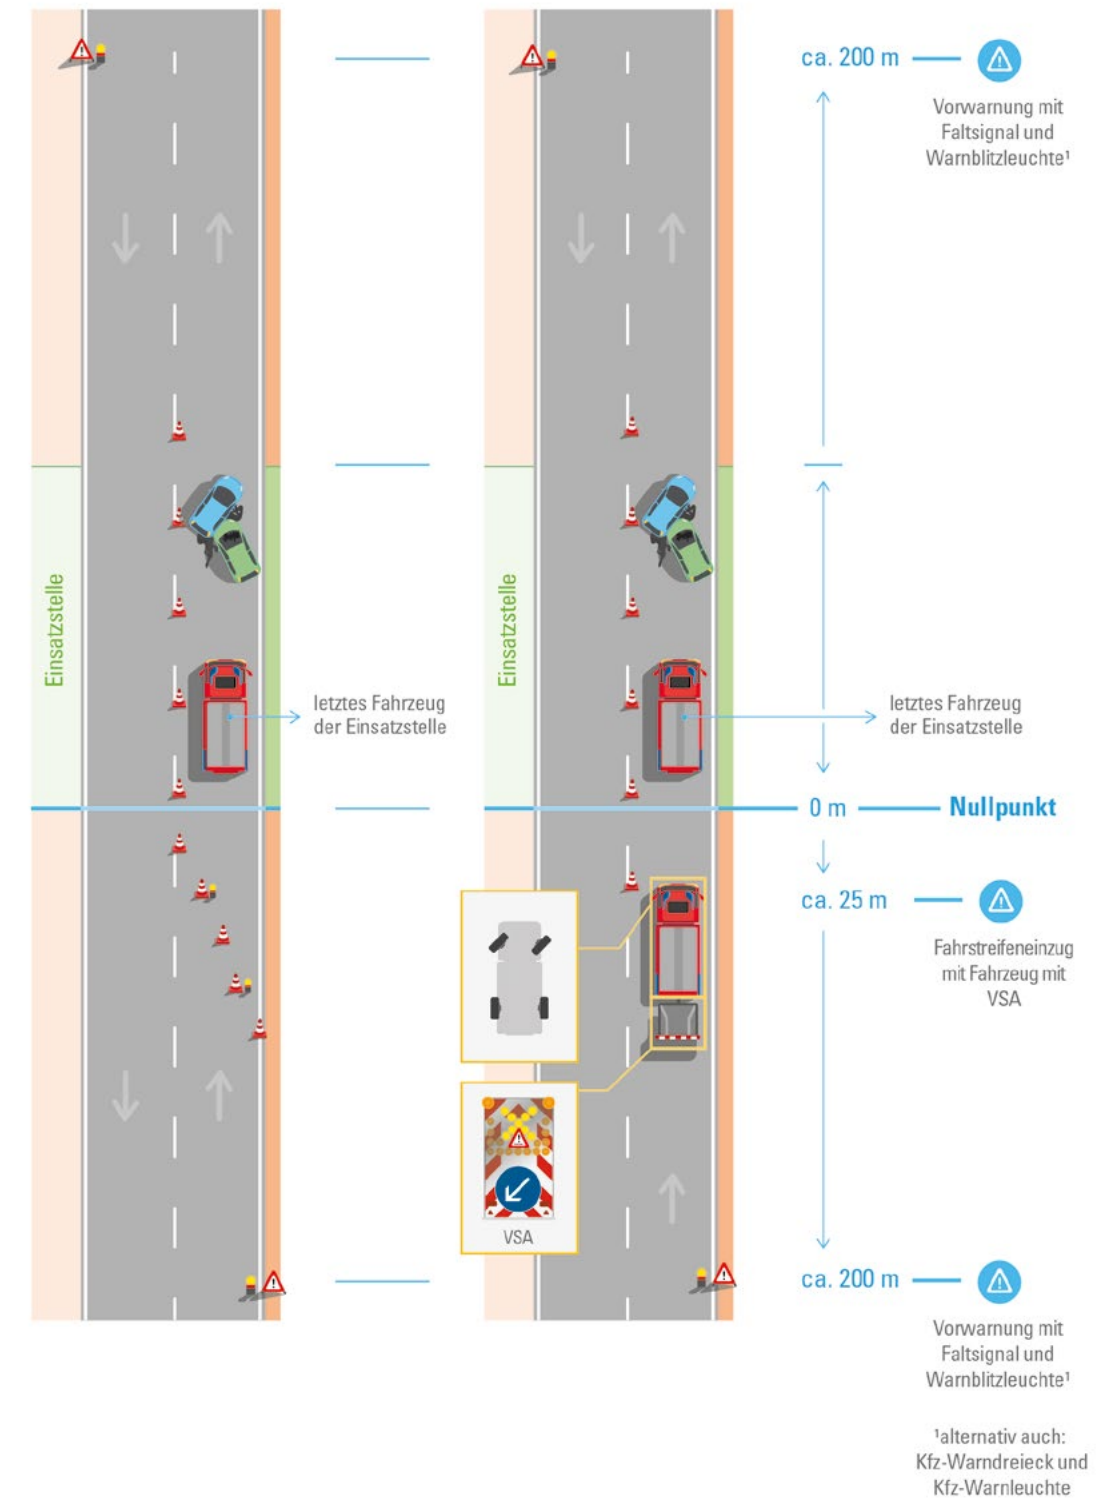 ca. 200 m
Vorwarnung mit
Faltsignal und
Warnblitzleuchte¹
Einsatzstelle
Einsatzstelle
letztes Fahrzeug
der Einsatzstelle
letztes Fahrzeug
der Einsatzstelle
0 m
Nullpunkt
ca. 25 m
Fahrstreifeneinzug
mit Fahrzeug mit
VSA
VSA
ca. 200 m
Vorwarnung mit
Faltsignal und
Warnblitzleuchte¹
¹alternativ auch:
Kfz-Warndreieck und
Kfz-Warnleuchte